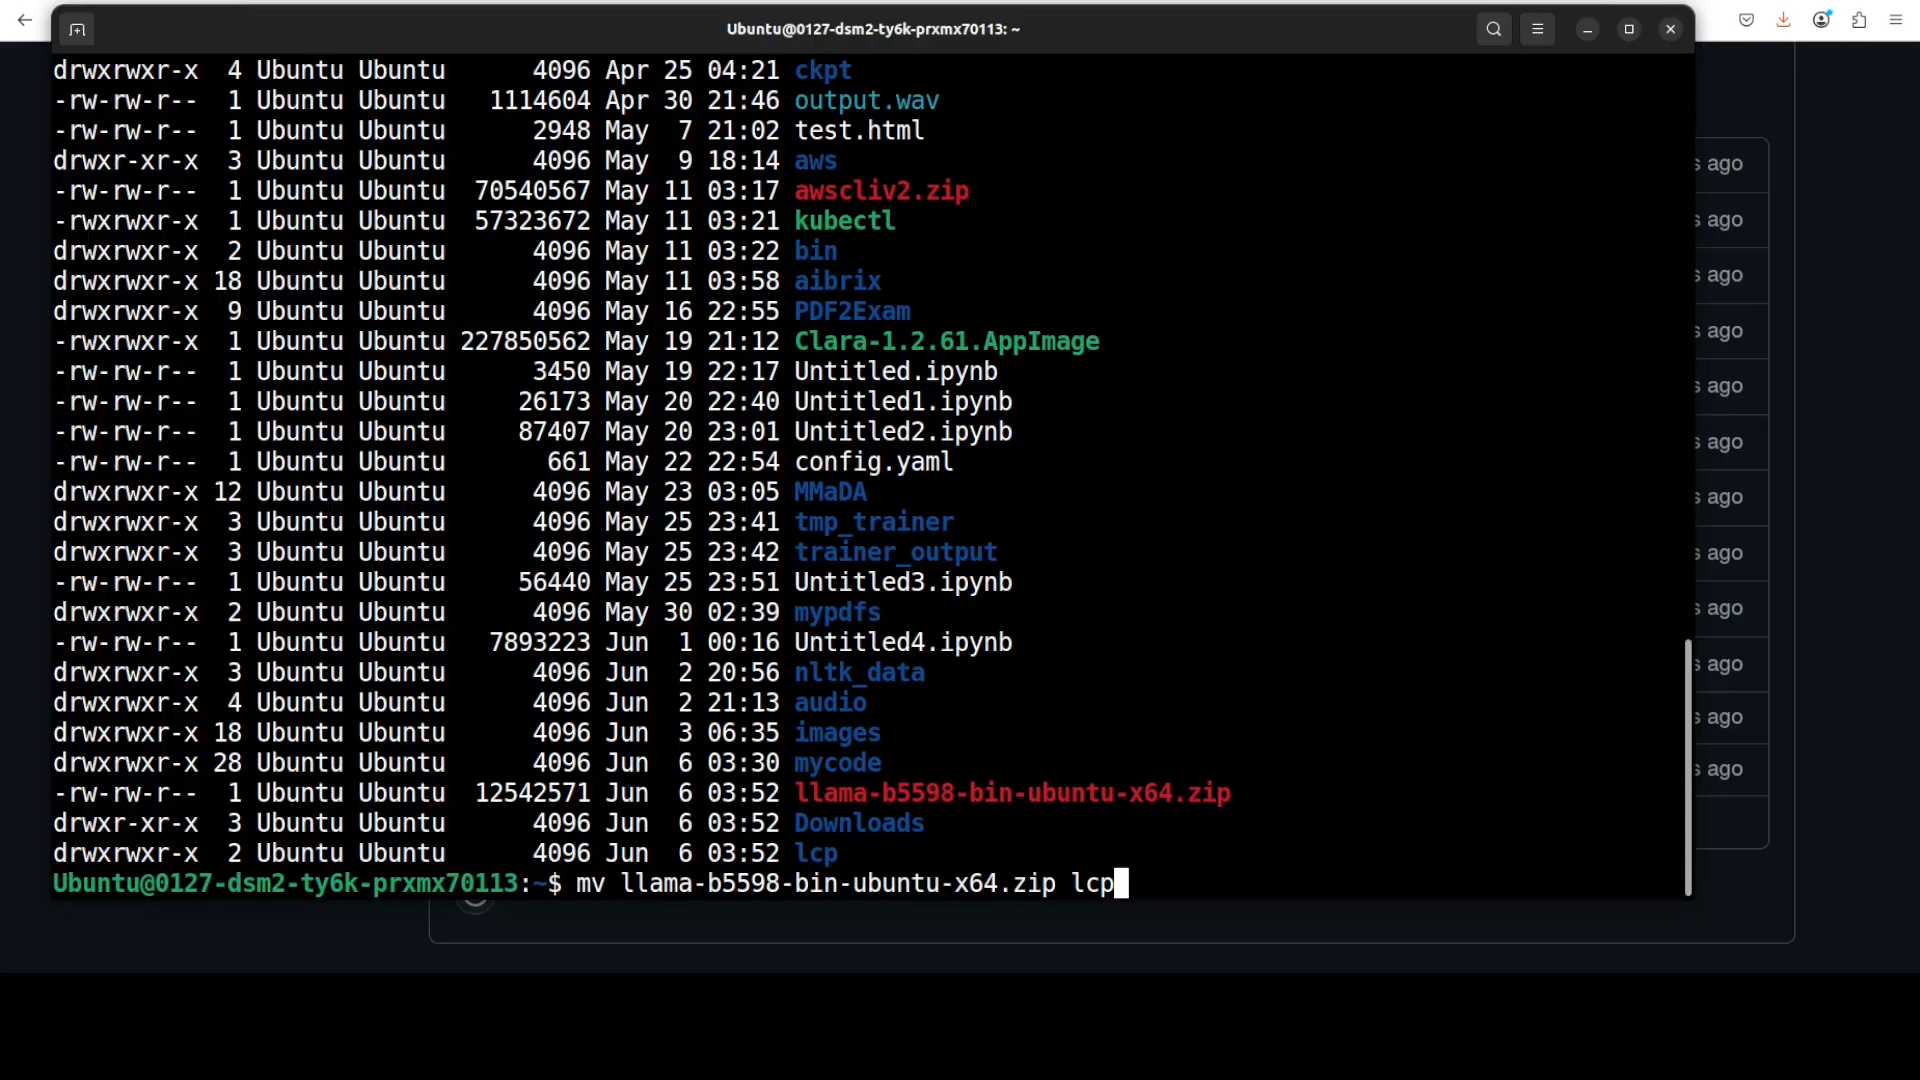 Ubuntu@0127-dsm2-ty6k-prxmx70113: ~
drwxrwxr-x  4 Ubuntu Ubuntu      4096 Apr 25 04:21 ckpt
-rw-rw-r--  1 Ubuntu Ubuntu   1114604 Apr 30 21:46 output.wav
-rw-rw-r--  1 Ubuntu Ubuntu      2948 May  7 21:02 test.html
drwxr-xr-x  3 Ubuntu Ubuntu      4096 May  9 18:14 aws
-rw-rw-r--  1 Ubuntu Ubuntu  70540567 May 11 03:17 awscliv2.zip
-rwxrwxr-x  1 Ubuntu Ubuntu  57323672 May 11 03:21 kubectl
drwxrwxr-x  2 Ubuntu Ubuntu      4096 May 11 03:22 bin
drwxrwxr-x 18 Ubuntu Ubuntu      4096 May 11 03:58 aibrix
drwxrwxr-x  9 Ubuntu Ubuntu      4096 May 16 22:55 PDF2Exam
-rwxrwxr-x  1 Ubuntu Ubuntu 227850562 May 19 21:12 Clara-1.2.61.AppImage
-rw-rw-r--  1 Ubuntu Ubuntu      3450 May 19 22:17 Untitled.ipynb
-rw-rw-r--  1 Ubuntu Ubuntu     26173 May 20 22:40 Untitled1.ipynb
-rw-rw-r--  1 Ubuntu Ubuntu     87407 May 20 23:01 Untitled2.ipynb
-rw-rw-r--  1 Ubuntu Ubuntu       661 May 22 22:54 config.yaml
drwxrwxr-x 12 Ubuntu Ubuntu      4096 May 23 03:05 MMaDA
drwxrwxr-x  3 Ubuntu Ubuntu      4096 May 25 23:41 tmp_trainer
drwxrwxr-x  3 Ubuntu Ubuntu      4096 May 25 23:42 trainer_output
-rw-rw-r--  1 Ubuntu Ubuntu     56440 May 25 23:51 Untitled3.ipynb
drwxrwxr-x  2 Ubuntu Ubuntu      4096 May 30 02:39 mypdfs
-rw-rw-r--  1 Ubuntu Ubuntu   7893223 Jun  1 00:16 Untitled4.ipynb
drwxrwxr-x  3 Ubuntu Ubuntu      4096 Jun  2 20:56 nltk_data
drwxrwxr-x  4 Ubuntu Ubuntu      4096 Jun  2 21:13 audio
drwxrwxr-x 18 Ubuntu Ubuntu      4096 Jun  3 06:35 images
drwxrwxr-x 28 Ubuntu Ubuntu      4096 Jun  6 03:30 mycode
-rw-rw-r--  1 Ubuntu Ubuntu  12542571 Jun  6 03:52 llama-b5598-bin-ubuntu-x64.zip
drwxr-xr-x  3 Ubuntu Ubuntu      4096 Jun  6 03:52 Downloads
drwxrwxr-x  2 Ubuntu Ubuntu      4096 Jun  6 03:52 lcp
Ubuntu@0127-dsm2-ty6k-prxmx70113:~$ mv llama-b5598-bin-ubuntu-x64.zip lcp
s ago
s ago
s ago
s ago
s ago
s ago
s ago
s ago
s ago
s ago
s ago
s ago